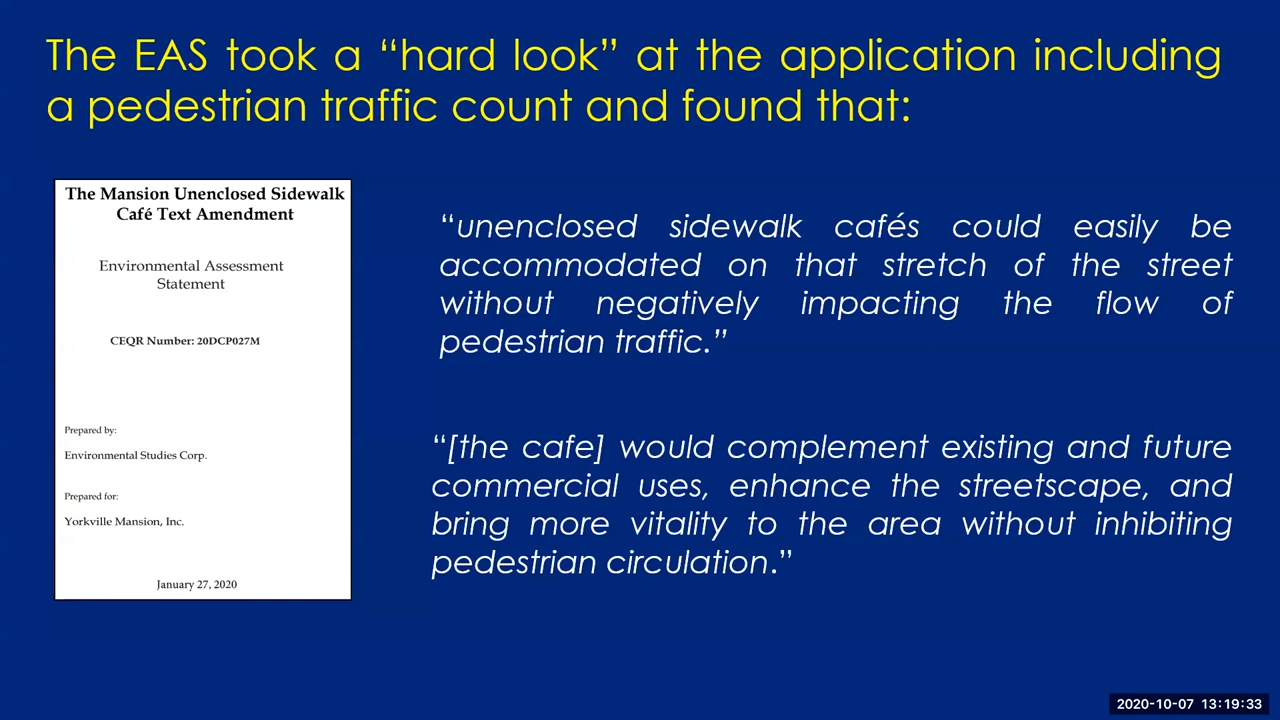 The EAS took a “hard look” at the application including
a pedestrian traffic count and found that:
The Mansion Unenclosed Sidewalk
Café Text Amendment
Environmental Assessment
Statement
CEQR Number: 20DCP027M
Prepared by:
Environmental Studies Corp.
Prepared for:
Yorkville Mansion, Inc.
January 27, 2020
“unenclosed sidewalk cafés could easily be
accommodated on that stretch of the street
without negatively impacting the flow of
pedestrian traffic.”
“[the cafe] would complement existing and future
commercial uses, enhance the streetscape, and
bring more vitality to the area without inhibiting
pedestrian circulation.”
2020-10-07 13:19:33